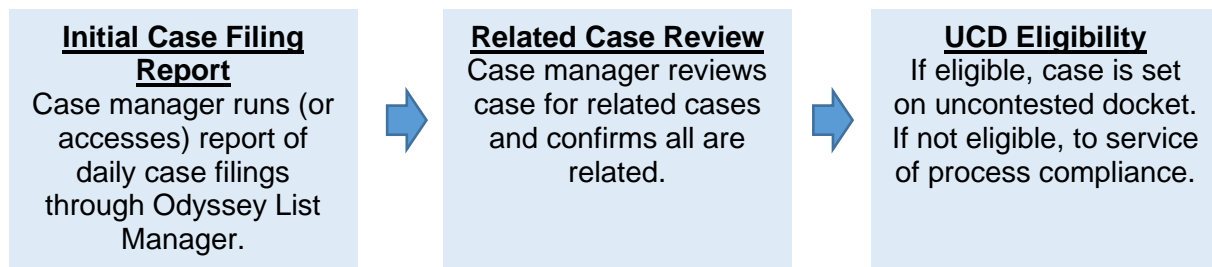 Initial Case Filing
Report
Case manager runs (or
accesses) report of
daily case filings
through Odyssey List
Manager.
Related Case Review
Case manager reviews
case for related cases
and confirms all are
related.
UCD Eligibility
If eligible, case is set
on uncontested docket.
If not eligible, to service
of process compliance.